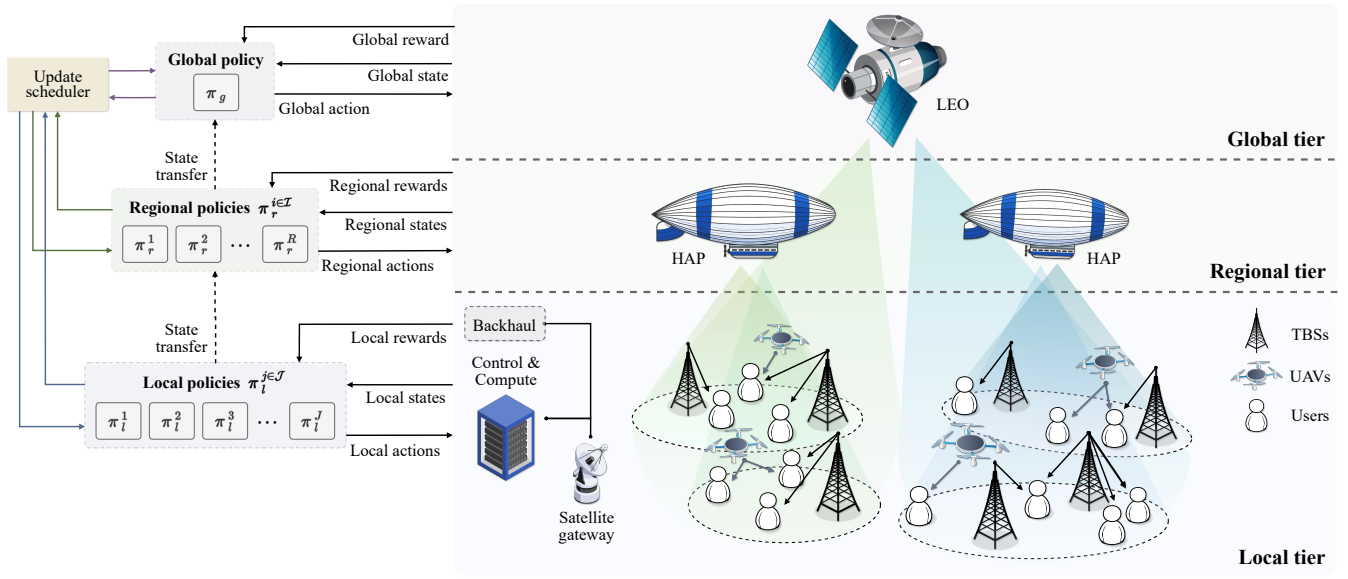 Global reward
Global policy
Update
scheduler
Global state
π_g
Global action
LEO
Global tier
State
transfer
Regional rewards
Regional policies π_r^{i∈𝓘}
Regional states
π_r^1 π_r^2 ⋯ π_r^R
Regional actions
HAP
HAP
Regional tier
State
transfer
Local rewards
Backhaul
TBSs
Control &
Compute
Local policies π_l^{j∈𝓙}
Local states
UAVs
π_l^1 π_l^2 π_l^3 ⋯ π_l^J
Users
Local actions
Satellite
gateway
Local tier